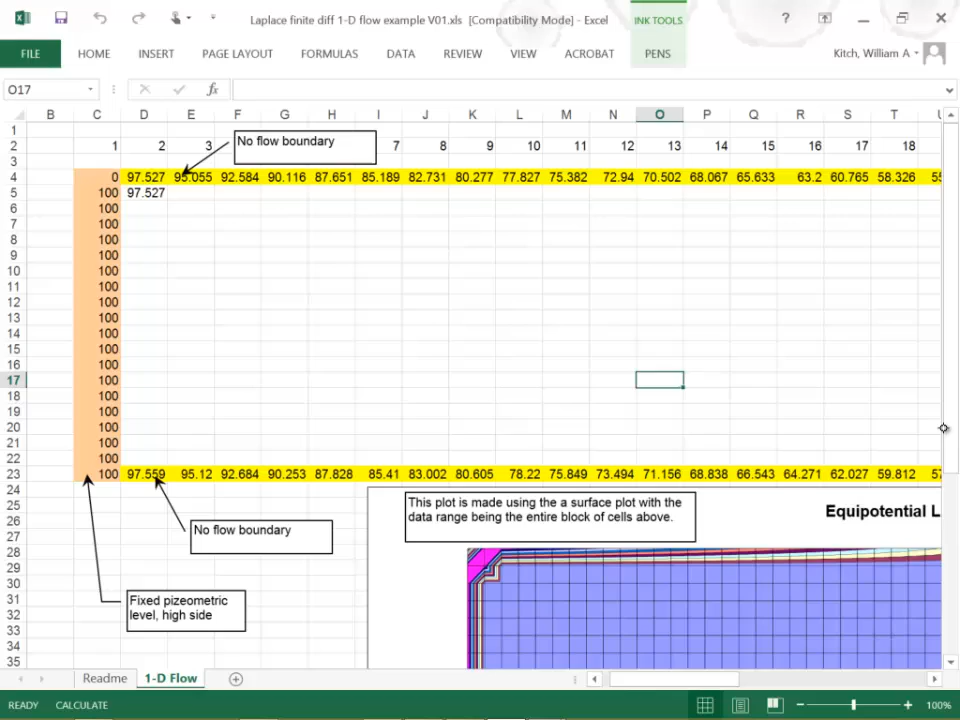 Laplace finite diff 1-D flow example V01.xls [Compatibility Mode] - Excel
INK TOOLS
?
FILE HOME INSERT PAGE LAYOUT FORMULAS DATA REVIEW VIEW ACROBAT PENS Kitch, William A
O17 fx
B C D E F G H I J K L M N O P Q R S T U
1
2 1 2 3 7 8 9 10 11 12 13 14 15 16 17 18
No flow boundary
3
4 0 97.527 95.055 92.584 90.116 87.651 85.189 82.731 80.277 77.827 75.382 72.94 70.502 68.067 65.633 63.2 60.765 58.326 55
5 100 97.527
6 100
7 100
8 100
9 100
10 100
11 100
12 100
13 100
14 100
15 100
16 100
17 100
18 100
19 100
20 100
21 100
22 100
23 100 97.559 95.12 92.684 90.253 87.828 85.41 83.002 80.605 78.22 75.849 73.494 71.156 68.838 66.543 64.271 62.027 59.812 57
24
25
26
27
28
29
30
31
32
33
34
35
This plot is made using the a surface plot with the
data range being the entire block of cells above.
Equipotential L
No flow boundary
Fixed pizeometric
level, high side
Readme 1-D Flow
READY CALCULATE 100%